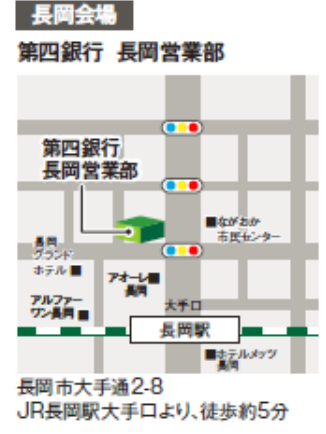 長岡会場
第四銀行 長岡営業部
第四銀行
長岡営業部
■ながおか
市民センター
長岡
グランド
ホテル■
アオーレ■
長岡
アルファー
ワン長岡■
大手口
長岡駅
■ホテルメッツ
長岡
長岡市大手通2-8
JR長岡駅大手口より、徒歩約5分